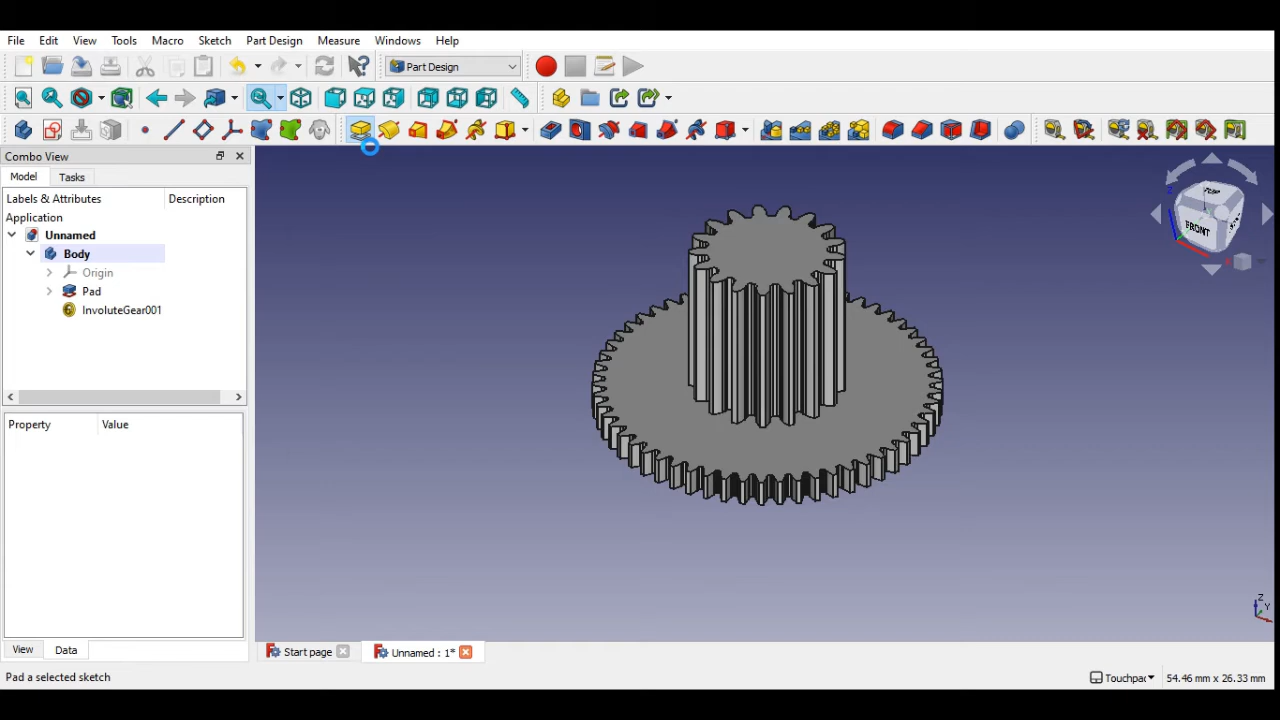 File Edit View Tools Macro Sketch Part Design Measure Windows Help
Part Design
Combo View
Model Tasks
Labels & Attributes Description
Application
Unnamed
Body
Origin
Pad
InvoluteGear001
Property Value
FRONT
Z
Y
View Data
Start page Unnamed : 1*
Pad a selected sketch
Touchpad 54.46 mm x 26.33 mm